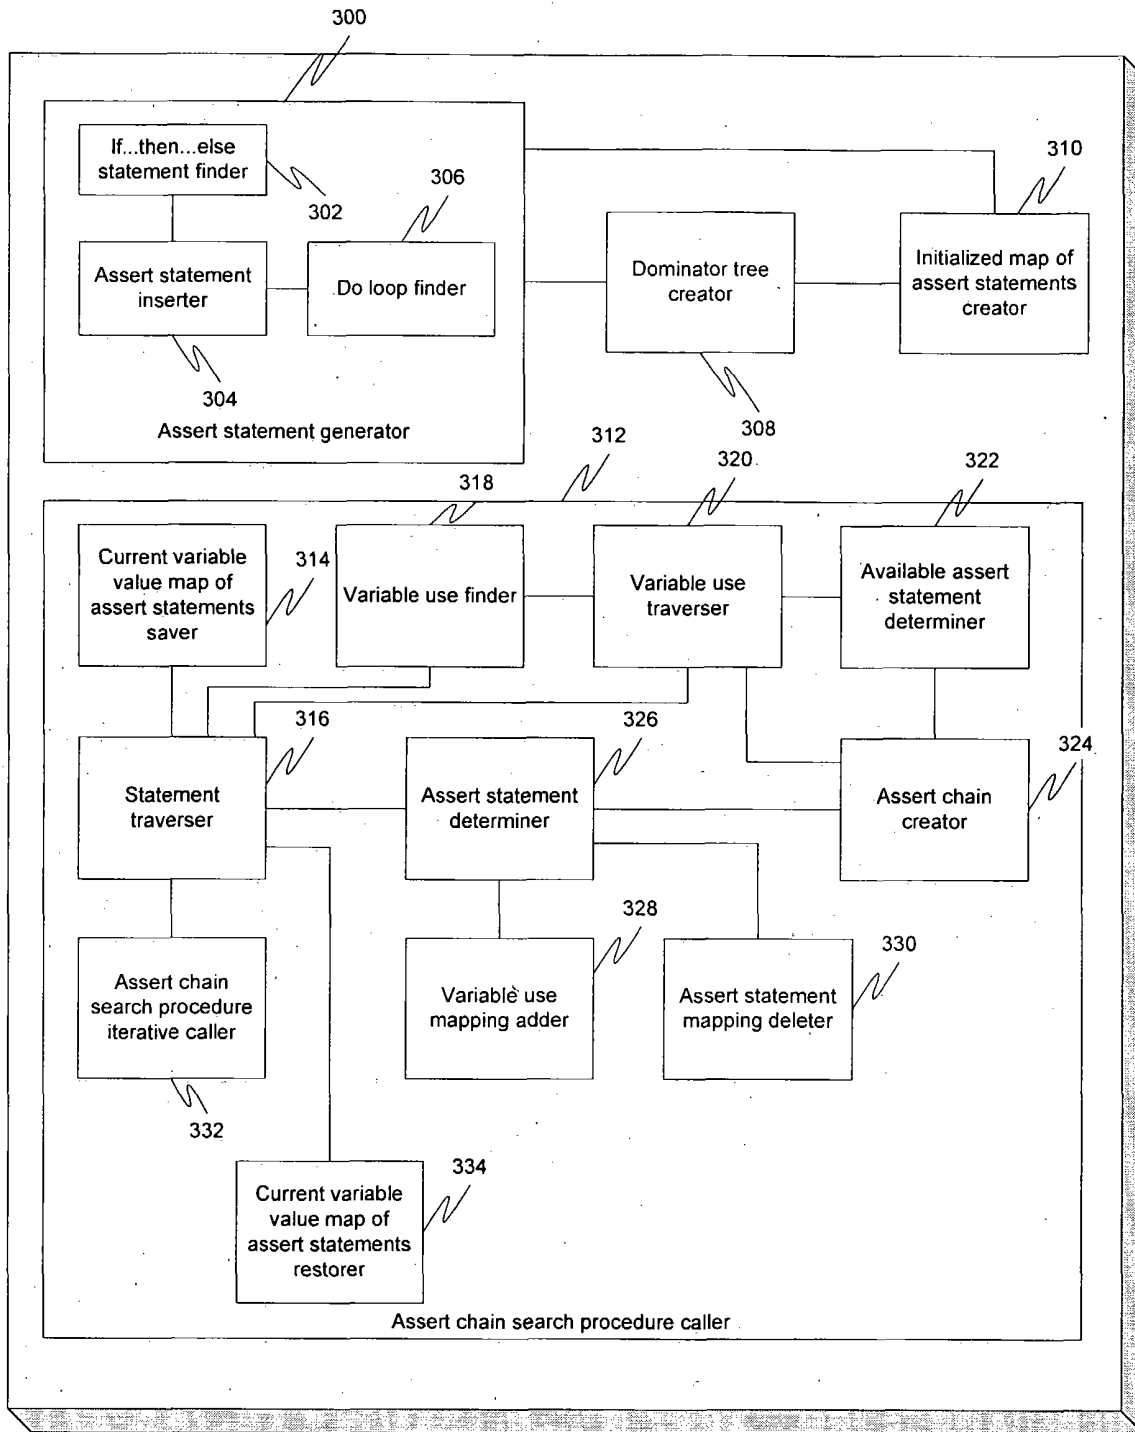 300
If...then...else
statement finder
302
306
310
Assert statement
inserter
Do loop finder
Dominator tree
creator
Initialized map of
assert statements
creator
304
308
Assert statement generator
312
318
320
322
Current variable
value map of
assert statements
saver
314
Variable use finder
Variable use
traverser
Available assert
statement
determiner
316
326
324
Statement
traverser
Assert statement
determiner
Assert chain
creator
328
330
Assert chain
search procedure
iterative caller
Variable use
mapping adder
Assert statement
mapping deleter
332
334
Current variable
value map of
assert statements
restorer
Assert chain search procedure caller